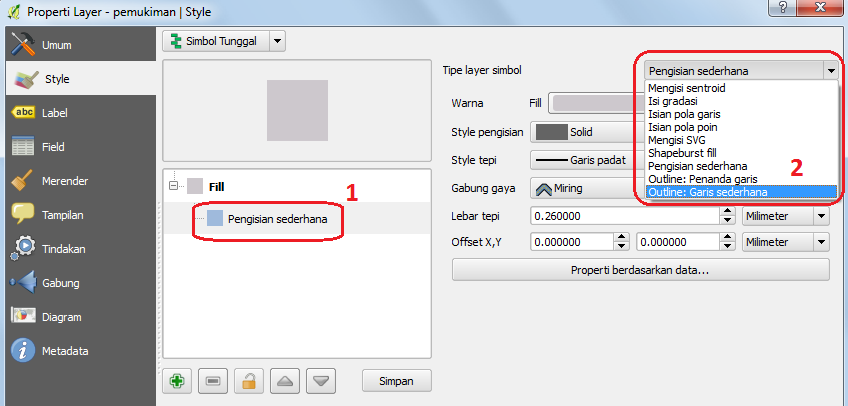 Properti Layer - pemukiman | Style
?
Umum
Style
abc Label
Field
Merender
Tampilan
Tindakan
Gabung
Diagram
Metadata
Simbol Tunggal
Fill
Pengisian sederhana
1
Simpan
Tipe layer simbol
Pengisian sederhana
Mengisi sentroid
Isi gradasi
Isian pola garis
Isian pola poin
Mengisi SVG
Shapeburst fill
Pengisian sederhana
Outline: Penanda garis
Outline: Garis sederhana
2
Warna Fill
Style pengisian Solid
Style tepi Garis padat
Gabung gaya Miring
Lebar tepi 0.260000 Milimeter
Offset X,Y 0.000000 0.000000 Milimeter
Properti berdasarkan data...